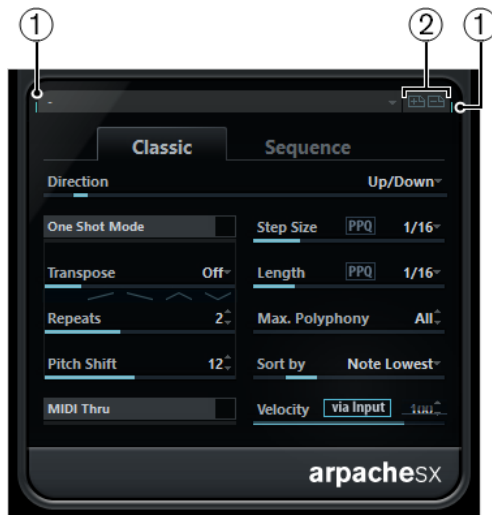 1 2 1
-
Classic Sequence
Direction Up/Down
One Shot Mode Step Size PPQ 1/16
Transpose Off Length PPQ 1/16
Repeats 2 Max. Polyphony All
Pitch Shift 12 Sort by Note Lowest
MIDI Thru Velocity via Input 100
arpacheSX